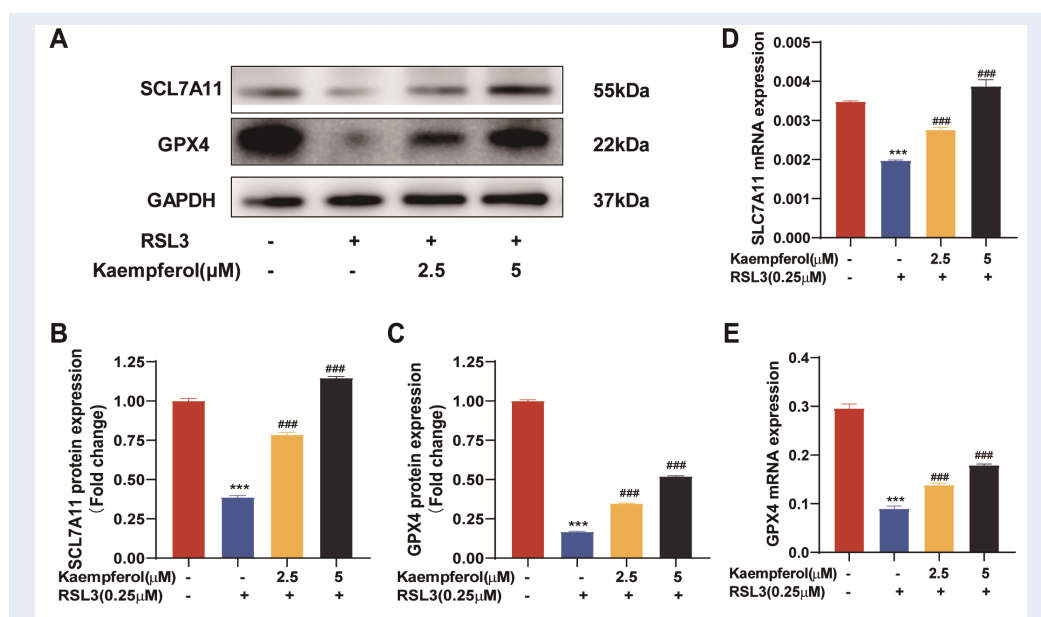 A
SCL7A11
55kDa
GPX4
22kDa
GAPDH
37kDa
RSL3 - + + +
Kaempferol(μM) - - 2.5 5
D
SLC7A11 mRNA expression
0.005
0.004
0.003
0.002
0.001
0.000
***
###
###
Kaempferol(μM) - - 2.5 5
RSL3(0.25μM) - + + +
B
SCL7A11 protein expression
(Fold change)
1.25
1.00
0.75
0.50
0.25
0.00
***
###
###
Kaempferol(μM) - - 2.5 5
RSL3(0.25μM) - + + +
C
GPX4 protein expression
(Fold change)
1.25
1.00
0.75
0.50
0.25
0.00
***
###
###
Kaempferol(μM) - - 2.5 5
RSL3(0.25μM) - + + +
E
GPX4 mRNA expression
0.4
0.3
0.2
0.1
0.0
***
###
###
Kaempferol(μM) - - 2.5 5
RSL3(0.25μM) - + + +